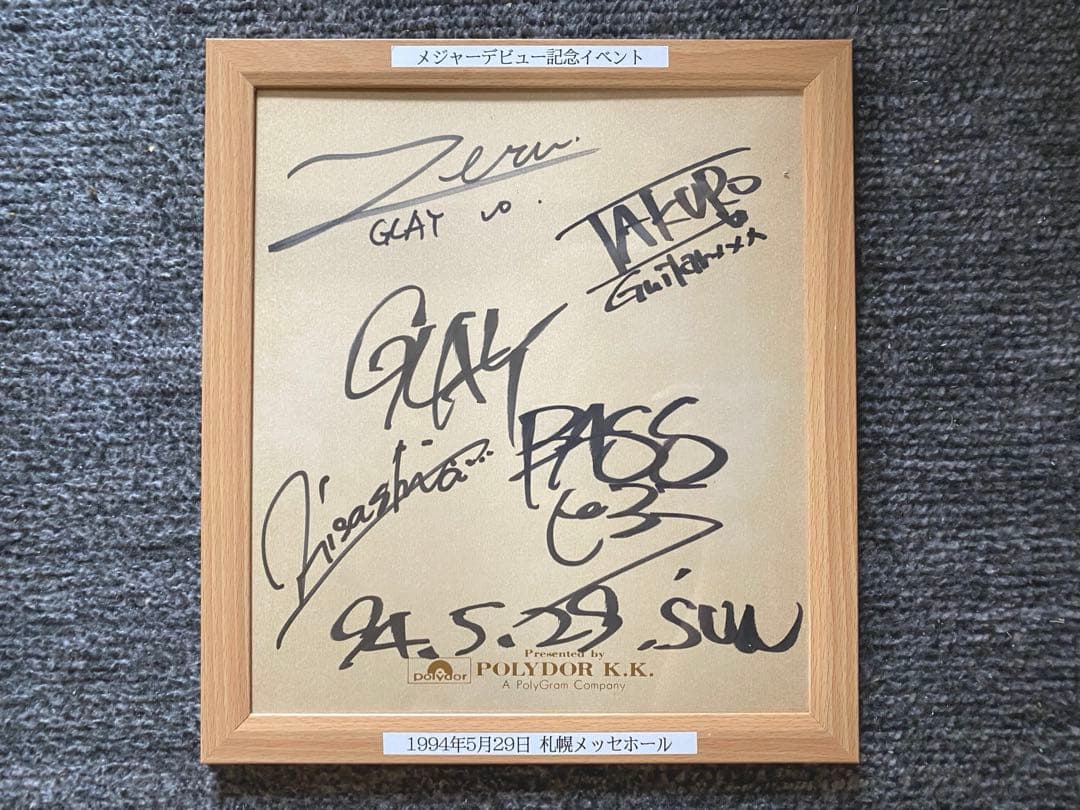 メジャーデビュー記念イベント
Teru.
GLAY vo.
TAKURO
Guitar
GLAY
Hisashi
BASS
94.5.29.SUN
Presented by
Polydor POLYDOR K.K.
A PolyGram Company
1994年5月29日 札幌メッセホール